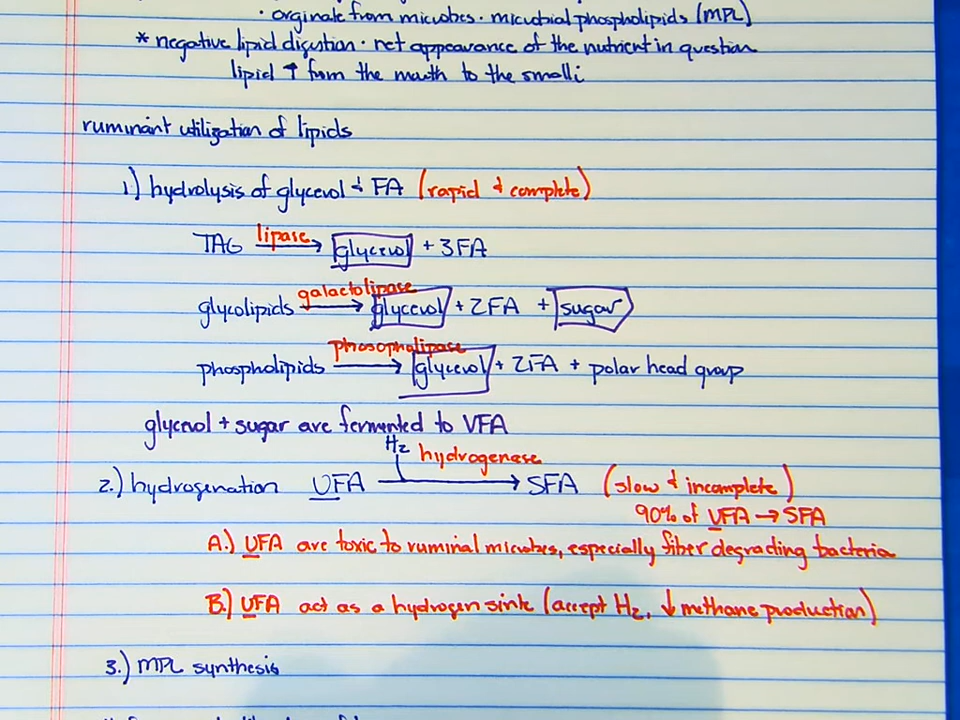 · orginate from microbes · microbial phospholipids (MPL)
* negative lipid digestion · net appearance of the nutrient in question
lipid ↑ from the mouth to the small i
ruminant utilization of lipids
1.) hydrolysis of glycerol & FA (rapid & complete)
TAG lipase → glycerol + 3FA
glycolipids galactolipase → glycerol + 2FA + sugar
phospholipids phosopholipase → glycerol + 2FA + polar head group
glycerol + sugar are fermented to VFA
2.) hydrogenation UFA H2 hydrogenase → SFA (slow & incomplete)
90% of UFA → SFA
A.) UFA are toxic to ruminal microbes, especially fiber degrading bacteria
B.) UFA act as a hydrogen sink (accept H2, ↓ methane production)
3.) MPL synthesis